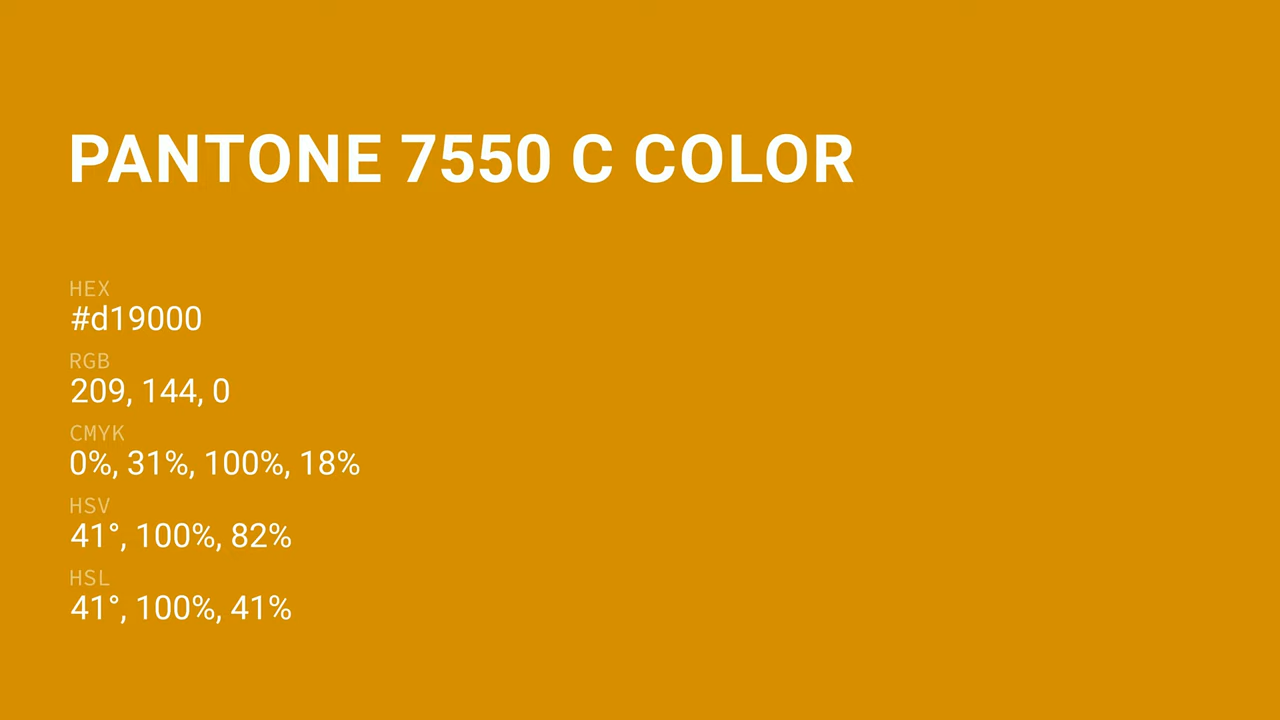 PANTONE 7550 C COLOR
HEX
#d19000
RGB
209, 144, 0
CMYK
0%, 31%, 100%, 18%
HSV
41°, 100%, 82%
HSL
41°, 100%, 41%